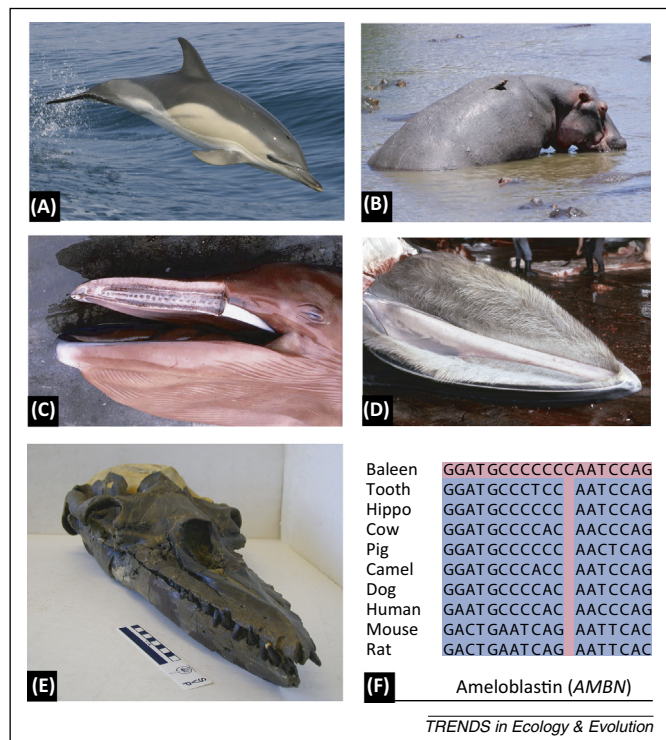 (A)
(B)
(C)
(D)
(E)
Baleen GGATGCCCCCCCAATCCAG
Tooth GGATGCCCTCC AATCCAG
Hippo GGATGCCCCCC AATCCAG
Cow GGATGCCCCAC AACCCAG
Pig GGATGCCCCCC AACTCAG
Camel GGATGCCCACC AATCCAG
Dog GGATGCCCCAC AATCCAG
Human GAATGCCCCAC AACCCAG
Mouse GACTGAATCAG AATTCAC
Rat GACTGAATCAG AATTCAC
(F) Ameloblastin (AMBN)
TRENDS in Ecology & Evolution